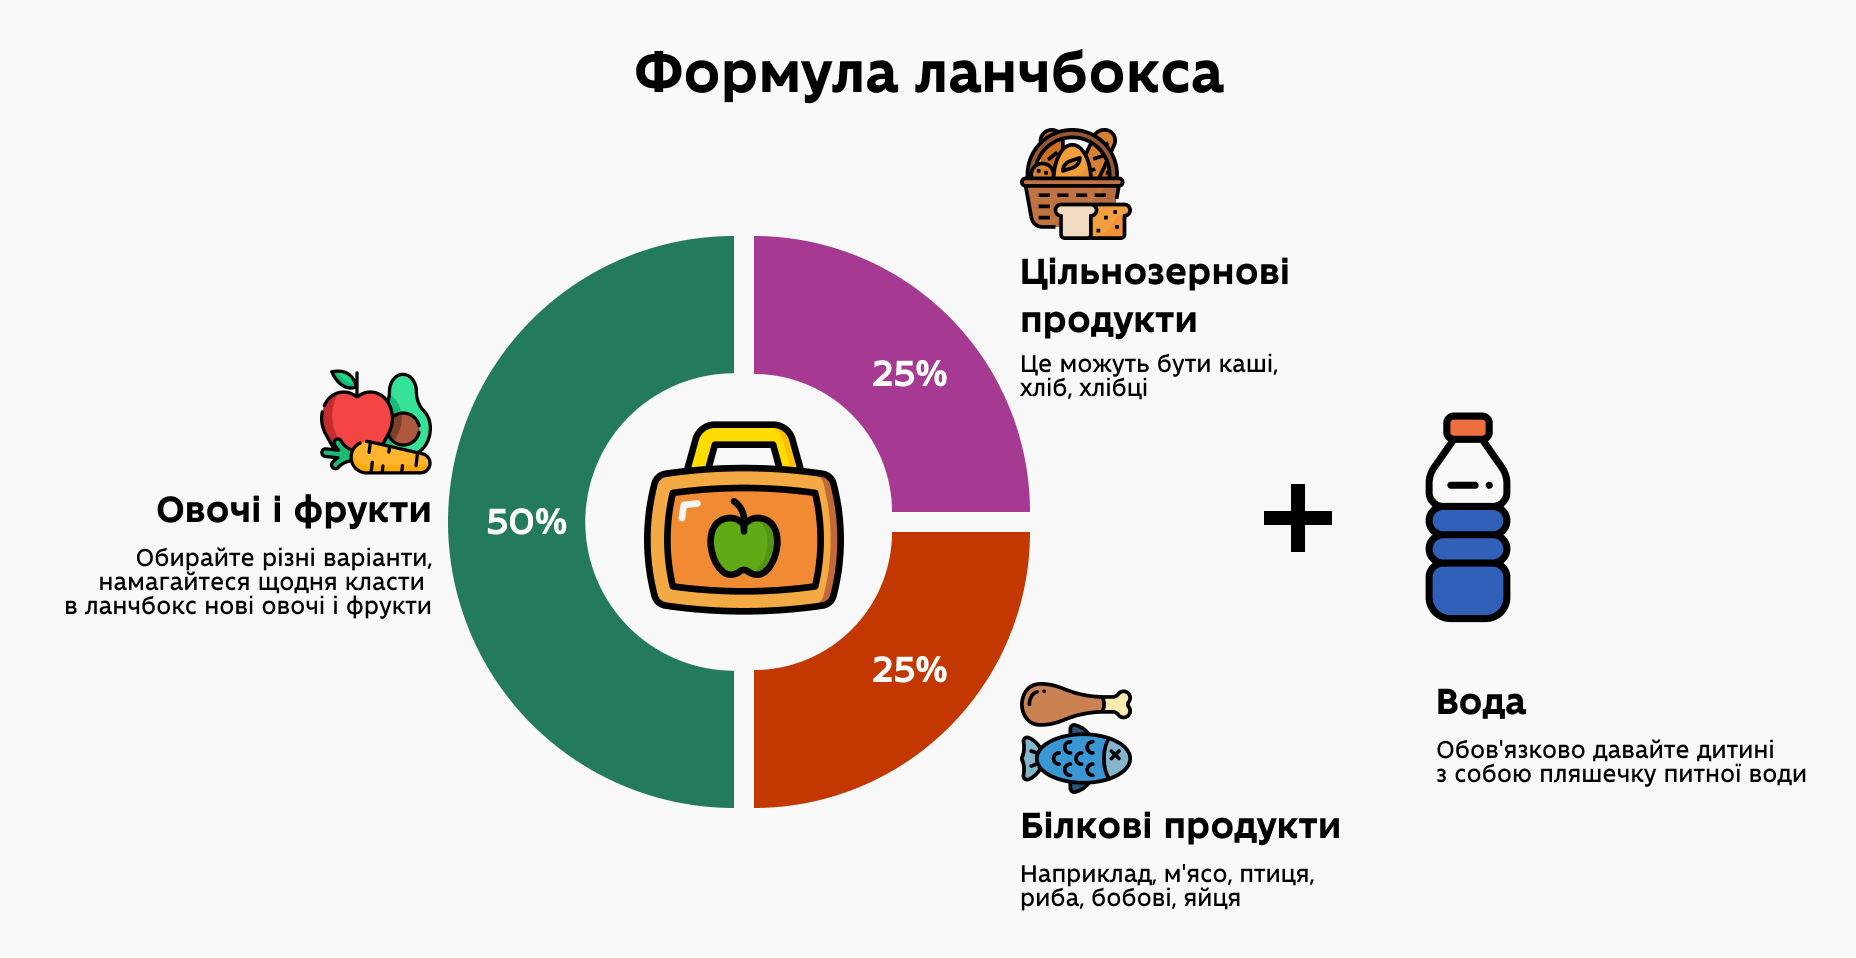 Формула ланчбокса
Цільнозернові
продукти
Це можуть бути каші,
хліб, хлібці
25%
50%
25%
Овочі і фрукти
Обирайте різні варіанти,
намагайтеся щодня класти
в ланчбокс нові овочі і фрукти
+
Вода
Обов'язково давайте дитині
з собою пляшечку питної води
Білкові продукти
Наприклад, м'ясо, птиця,
риба, бобові, яйця